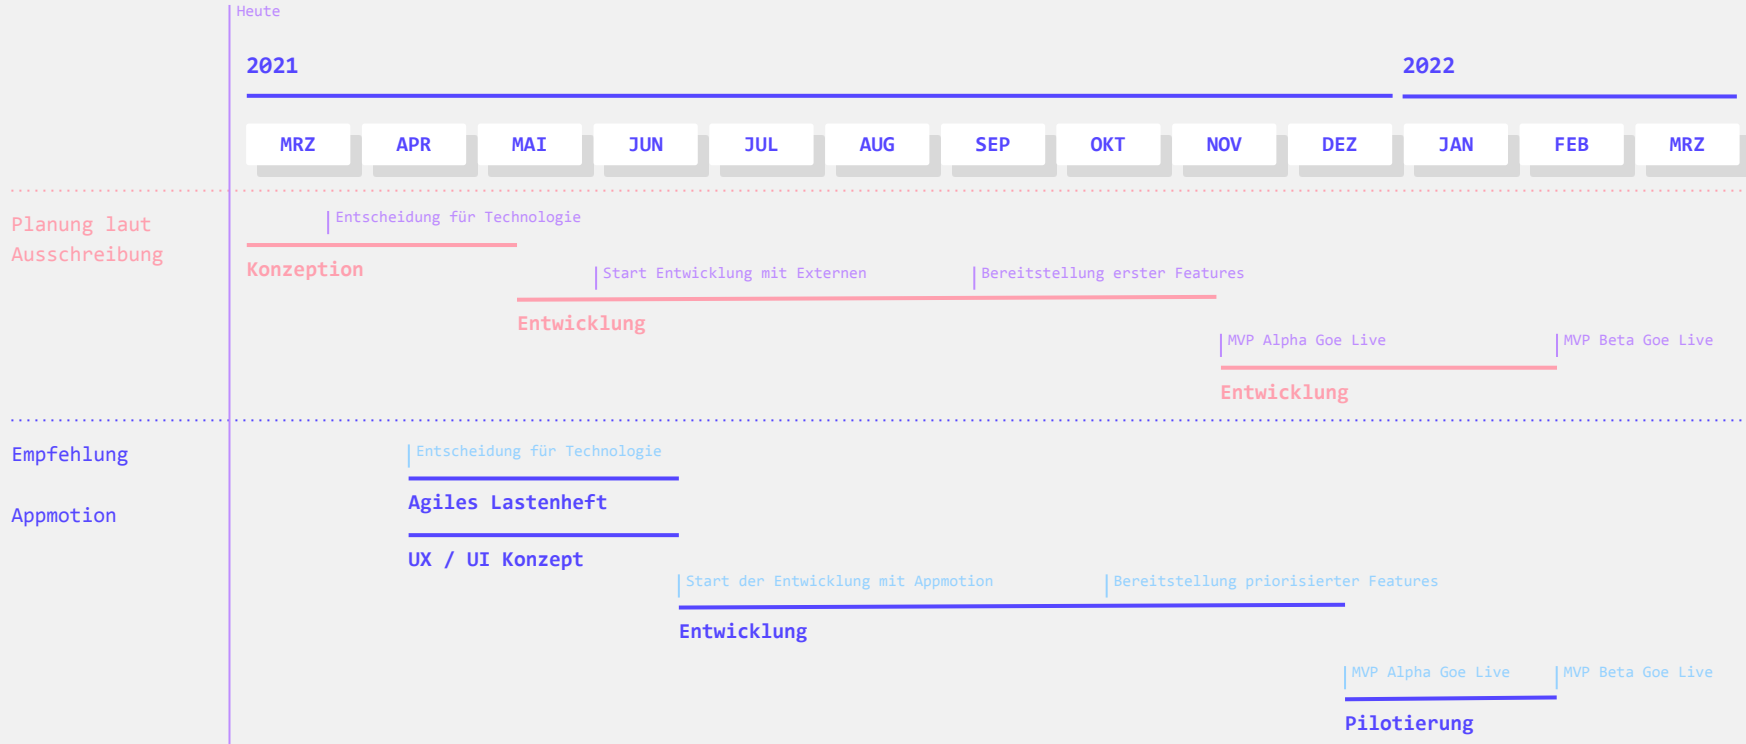 Heute
2021
2022
MRZ
APR
MAI
JUN
JUL
AUG
SEP
OKT
NOV
DEZ
JAN
FEB
MRZ
Planung laut
Ausschreibung
Entscheidung für Technologie
Konzeption
Start Entwicklung mit Externen
Bereitstellung erster Features
Entwicklung
MVP Alpha Goe Live
MVP Beta Goe Live
Entwicklung
Empfehlung
Appmotion
Entscheidung für Technologie
Agiles Lastenheft
UX / UI Konzept
Start der Entwicklung mit Appmotion
Bereitstellung priorisierter Features
Entwicklung
MVP Alpha Goe Live
MVP Beta Goe Live
Pilotierung